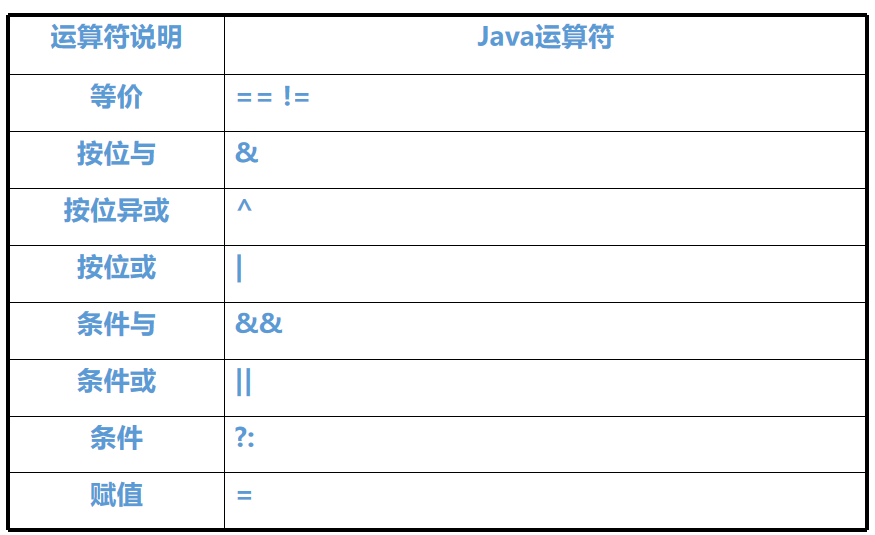 运算符说明 Java运算符
等价 == !=
按位与 &
按位异或 ^
按位或 |
条件与 &&
条件或 ||
条件 ?:
赋值 =